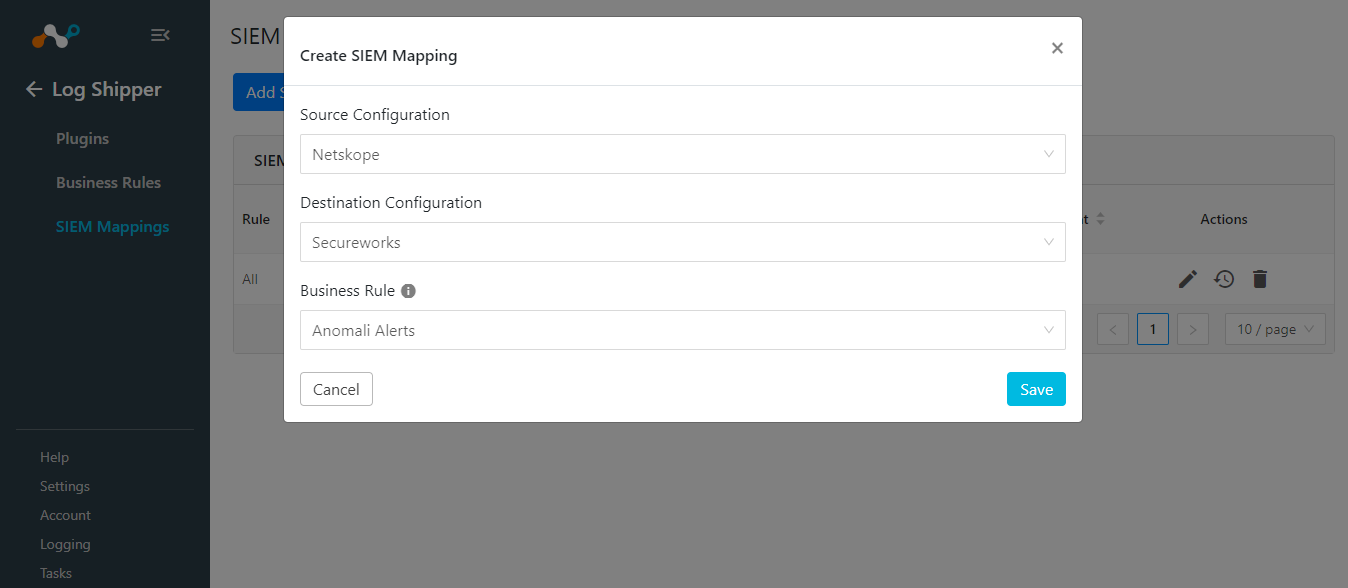 Log Shipper
Plugins
Business Rules
SIEM Mappings
Help
Settings
Account
Logging
Tasks
SIEM
Add
SIEM
Rule
Actions
All
1
10 / page
Create SIEM Mapping
Source Configuration
Netskope
Destination Configuration
Secureworks
Business Rule
Anomali Alerts
Cancel
Save